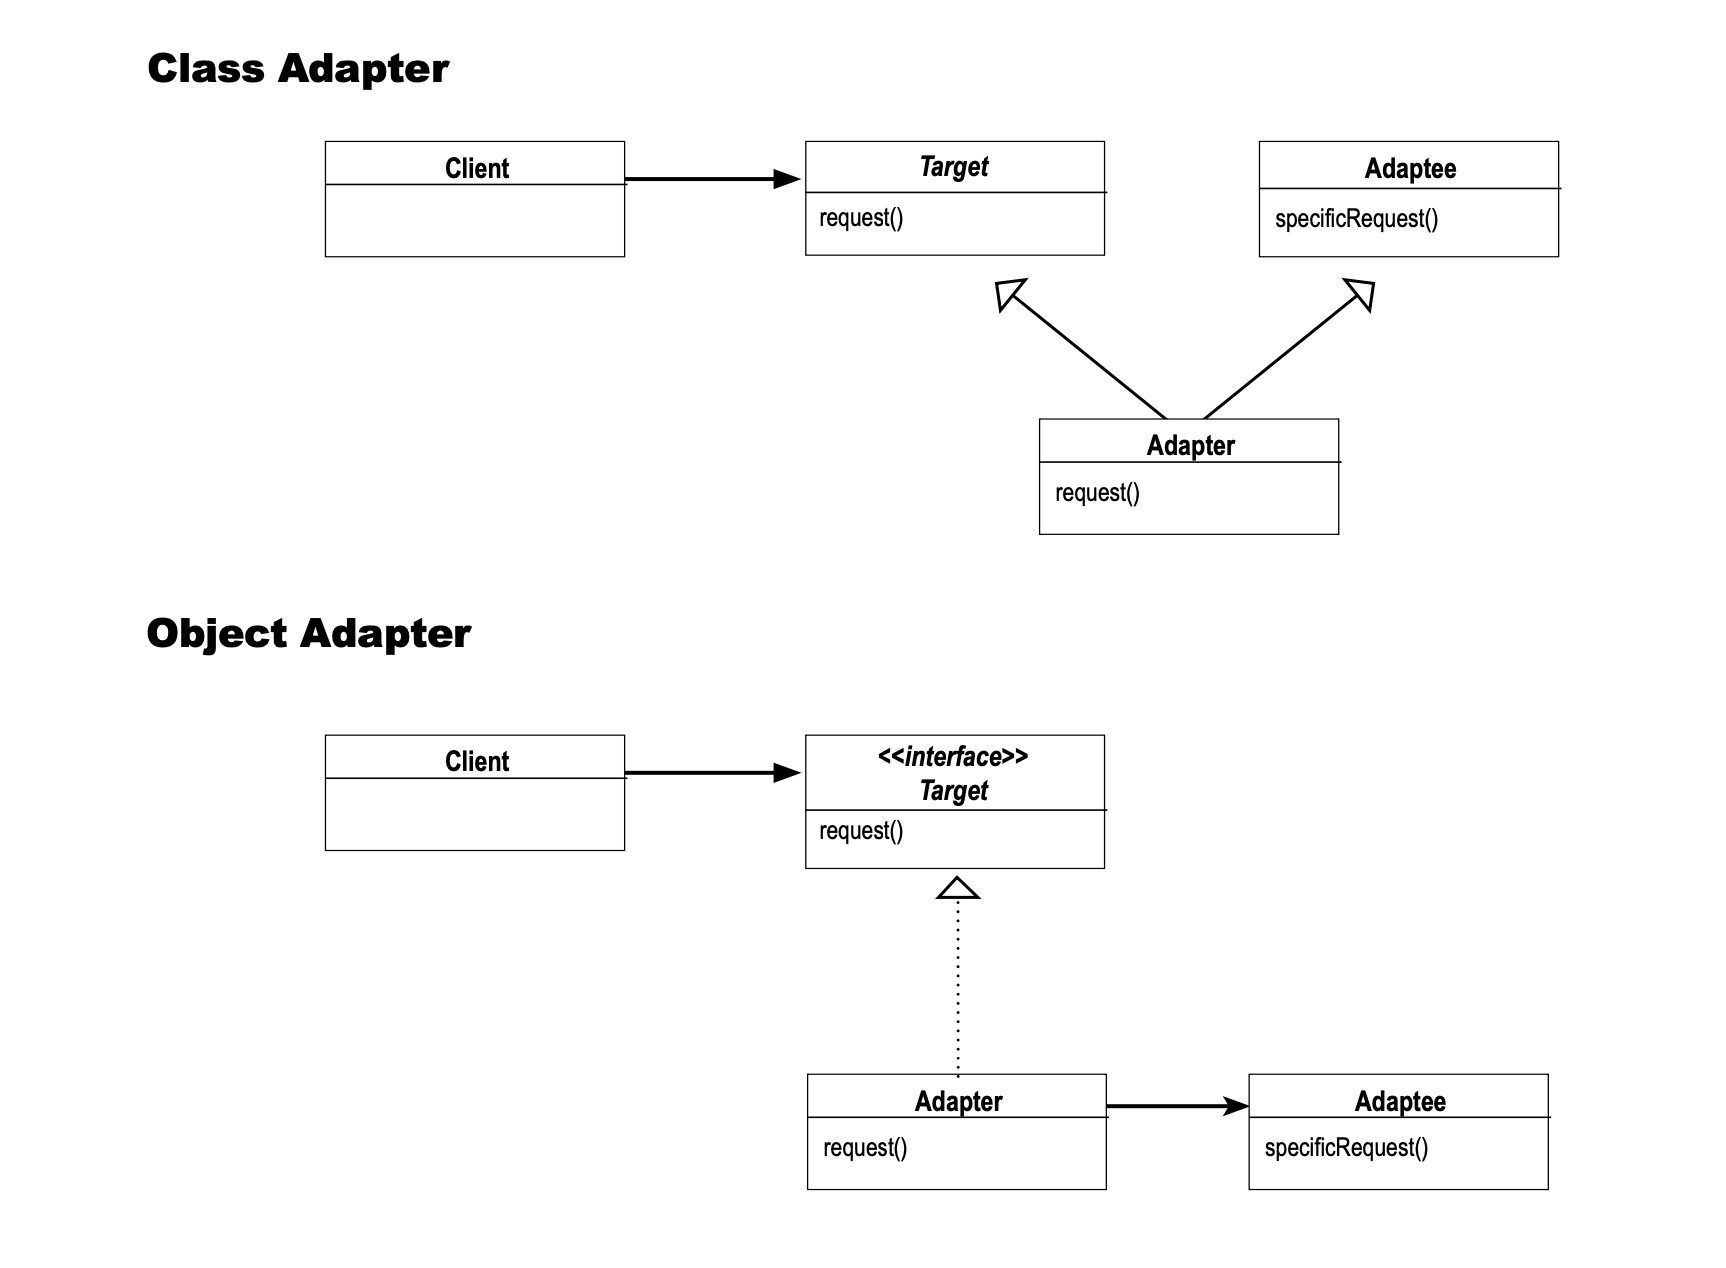 Class Adapter
Client
Target
request()
Adaptee
specificRequest()
Adapter
request()
Object Adapter
Client
<<interface>>
Target
request()
Adapter
request()
Adaptee
specificRequest()